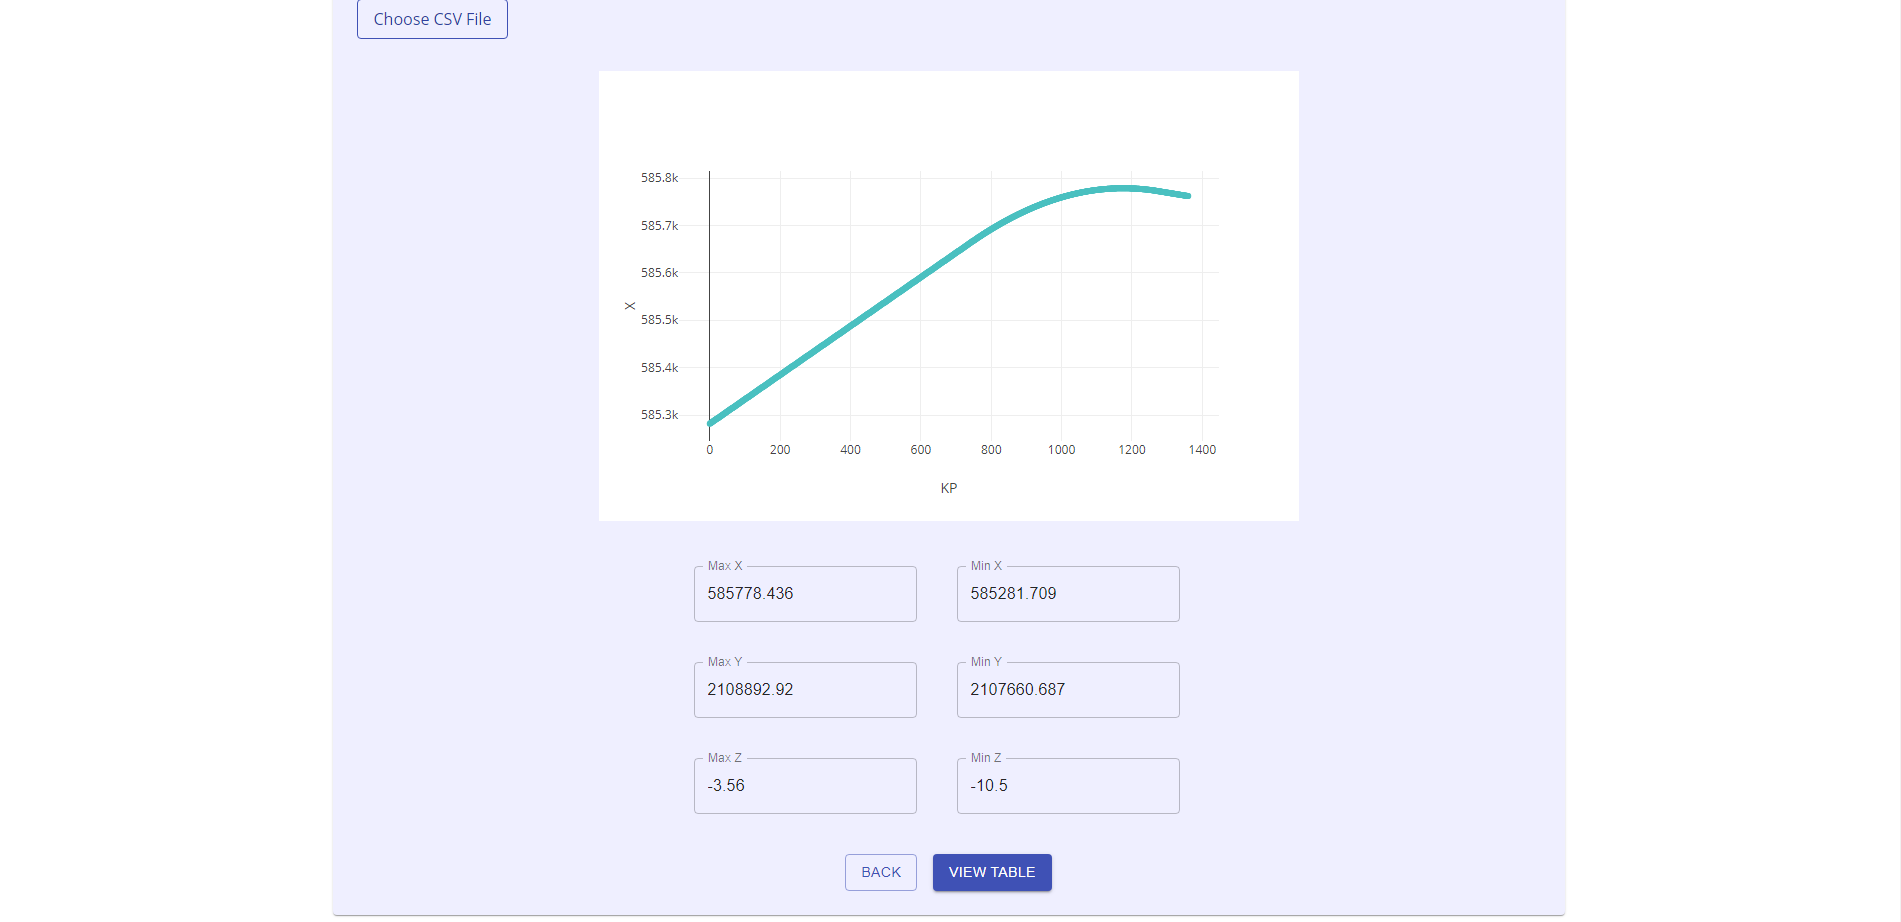 Choose CSV File
585.8k
585.7k
585.6k
X
585.5k
585.4k
585.3k
0 200 400 600 800 1000 1200 1400
KP
Max X Min X
585778.436 585281.709
Max Y Min Y
2108892.92 2107660.687
Max Z Min Z
-3.56 -10.5
BACK VIEW TABLE